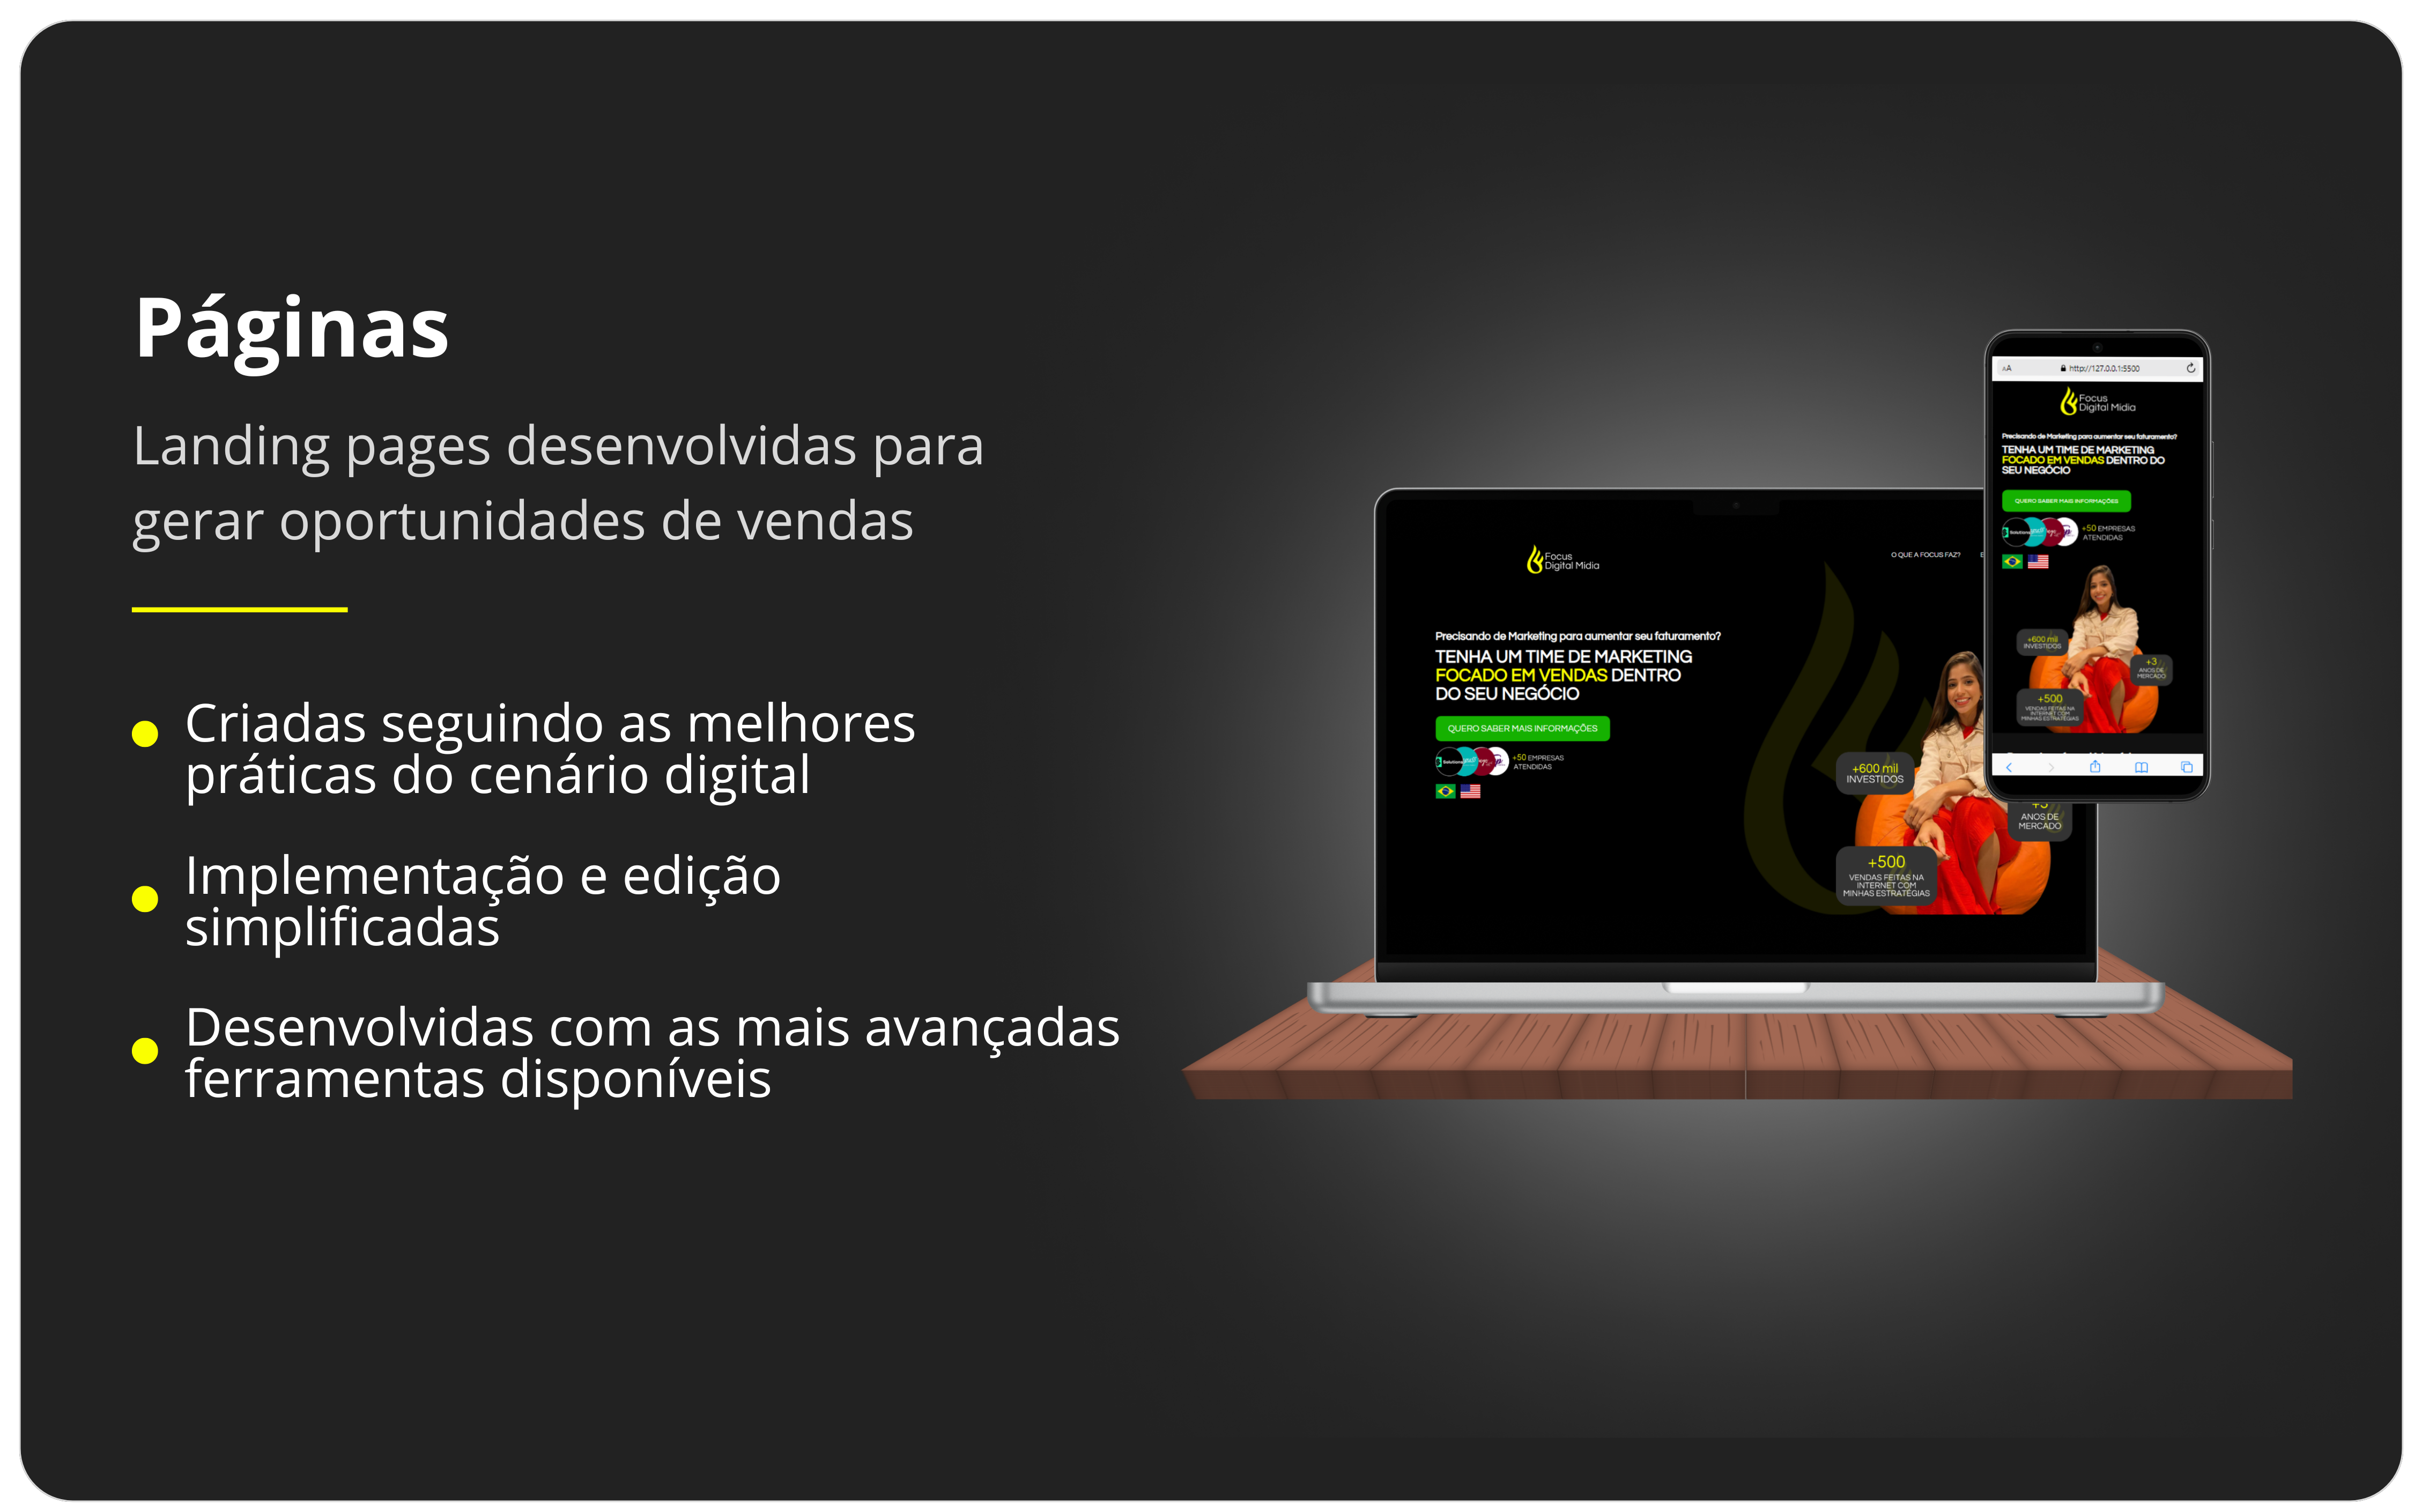 Páginas
Landing pages desenvolvidas para
gerar oportunidades de vendas
Criadas seguindo as melhores
práticas do cenário digital
Implementação e edição
simplificadas
Desenvolvidas com as mais avançadas
ferramentas disponíveis
Focus
Digital Midia
O QUE A FOCUS FAZ?
Precisando de Marketing para aumentar seu faturamento?
TENHA UM TIME DE MARKETING
FOCADO EM VENDAS DENTRO
DO SEU NEGÓCIO
QUERO SABER MAIS INFORMAÇÕES
+50 EMPRESAS
ATENDIDAS
+600 mil
INVESTIDOS
ANOS DE
MERCADO
+500
VENDAS FEITAS NA
INTERNET COM
MINHAS ESTRATÉGIAS
AA
http://127.0.0.1:5500
Focus
Digital Midia
Precisando de Marketing para aumentar seu faturamento?
TENHA UM TIME DE MARKETING
FOCADO EM VENDAS DENTRO DO
SEU NEGÓCIO
QUERO SABER MAIS INFORMAÇÕES
+50 EMPRESAS
ATENDIDAS
+600 mil
INVESTIDOS
+3
ANOS DE
MERCADO
+500
VENDAS FEITAS NA
INTERNET COM
MINHAS ESTRATÉGIAS